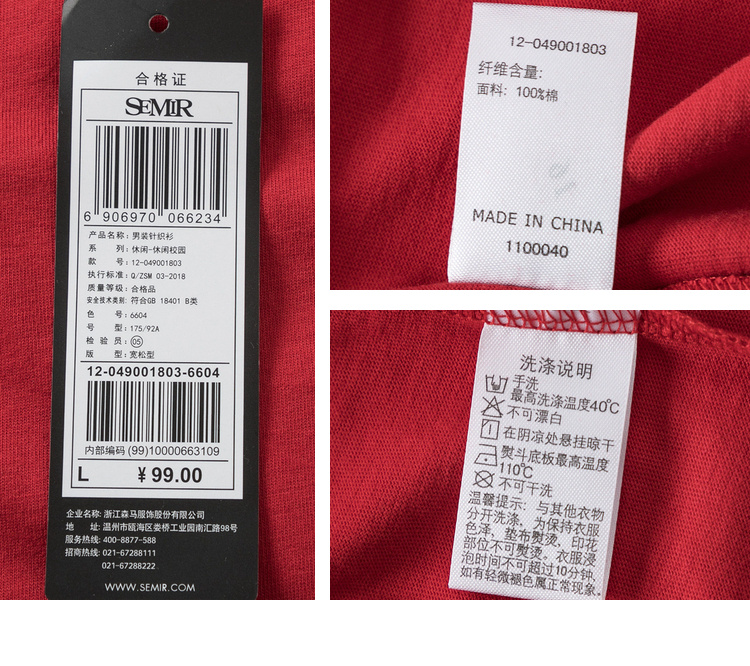 合格证
SEMIR
6 906970 066234
产品名称: 男装针织衫
系 列: 休闲-休闲校园
款 号: 12-049001803
执行标准: Q/ZSM 03-2018
质量等级: 合格品
安全技术类别: 符合GB 18401 B类
色 号: 6604
号 型: 175/92A
检 验 员: 05
版 型: 宽松型
12-049001803-6604
内部编码 (99)10000663109
L ¥99.00
企业名称: 浙江森马服饰股份有限公司
地 址: 温州市瓯海区娄桥工业园南汇路98号
服务热线: 400-8877-588
招商热线: 021-67288111
021-67288222
WWW.SEMIR.COM
12-049001803
纤维含量:
面料: 100%棉
MADE IN CHINA
1100040
洗涤说明
手洗
最高洗涤温度40℃
不可漂白
在阴凉处悬挂晾干
熨斗底板最高温度
110℃
不可干洗
温馨提示: 与其他衣物
分开洗涤, 为保持衣服
色泽, 垫布熨烫, 印花
部位不可熨烫。衣服浸
泡时间不可超过10分钟,
如有轻微褪色属正常现象。